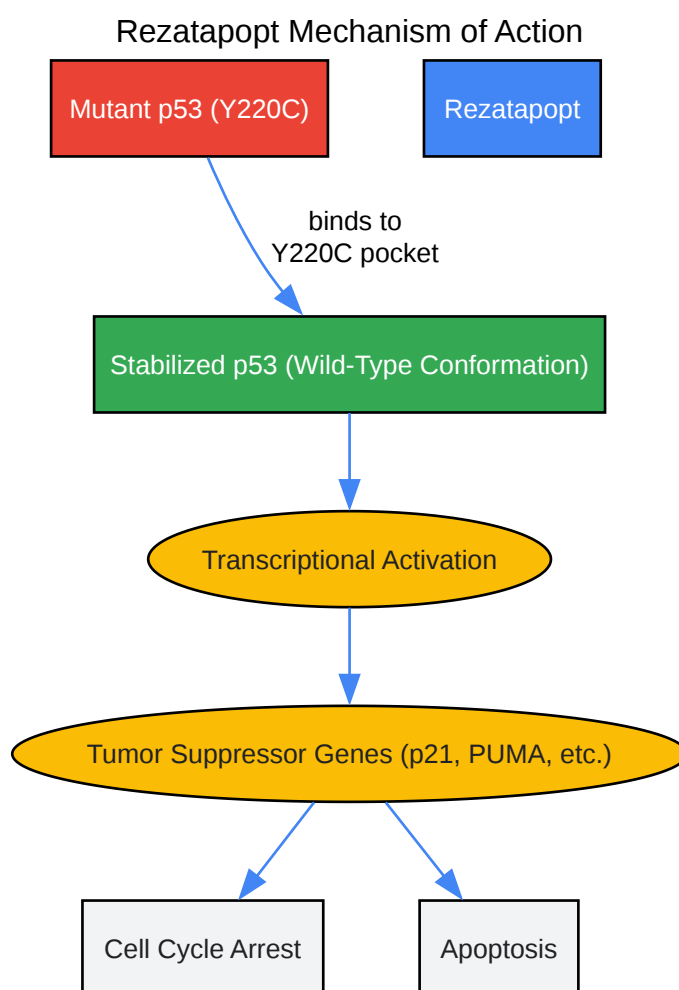 Rezatapopt Mechanism of Action
Mutant p53 (Y220C)
Rezatapopt
binds to
Y220C pocket
Stabilized p53 (Wild-Type Conformation)
Transcriptional Activation
Tumor Suppressor Genes (p21, PUMA, etc.)
Cell Cycle Arrest
Apoptosis